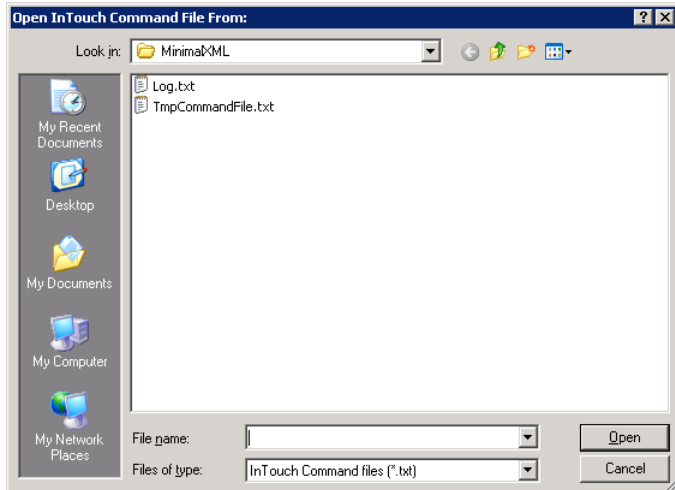 Open InTouch Command File From:
Look in: MinimalXML
Log.txt
TmpCommandFile.txt
My Recent
Documents
Desktop
My Documents
My Computer
My Network
Places
File name: Open
Files of type: InTouch Command files (*.txt) Cancel